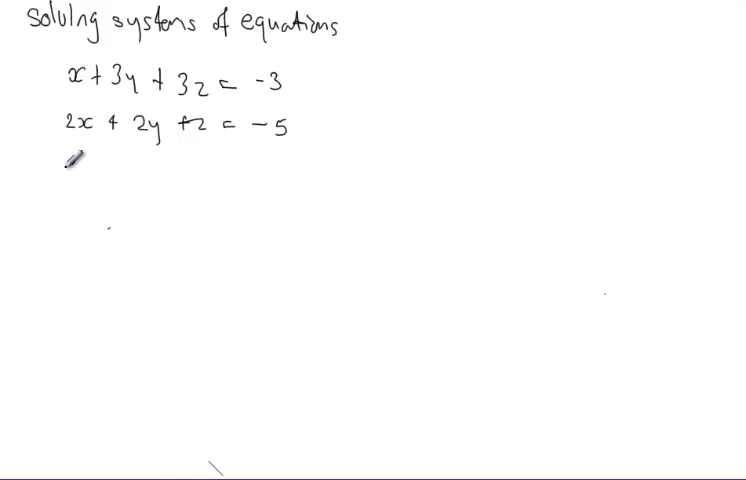 solving systems of equations
x + 3y + 3z = -3
2x + 2y + z = -5